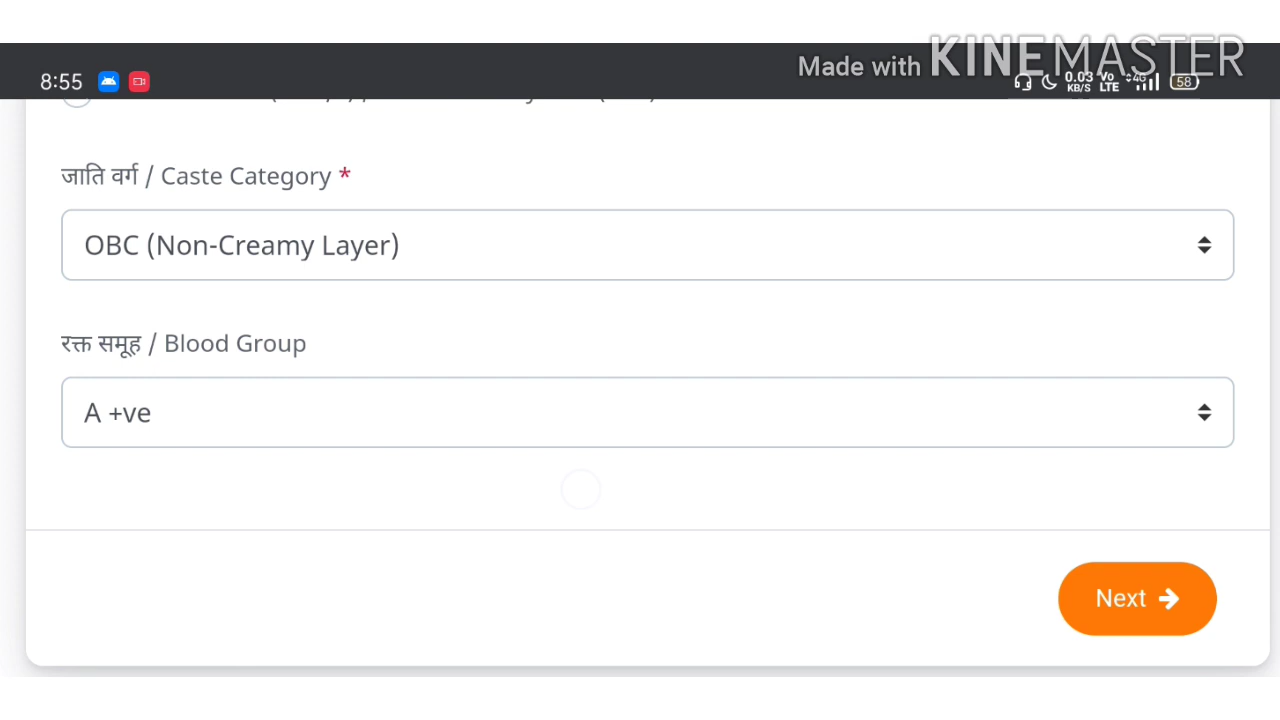 Made with KINEMASTER
8:55 0.03 KB/S Vo LTE 4G 58
जाति वर्ग / Caste Category *
OBC (Non-Creamy Layer)
रक्त समूह / Blood Group
A +ve
Next